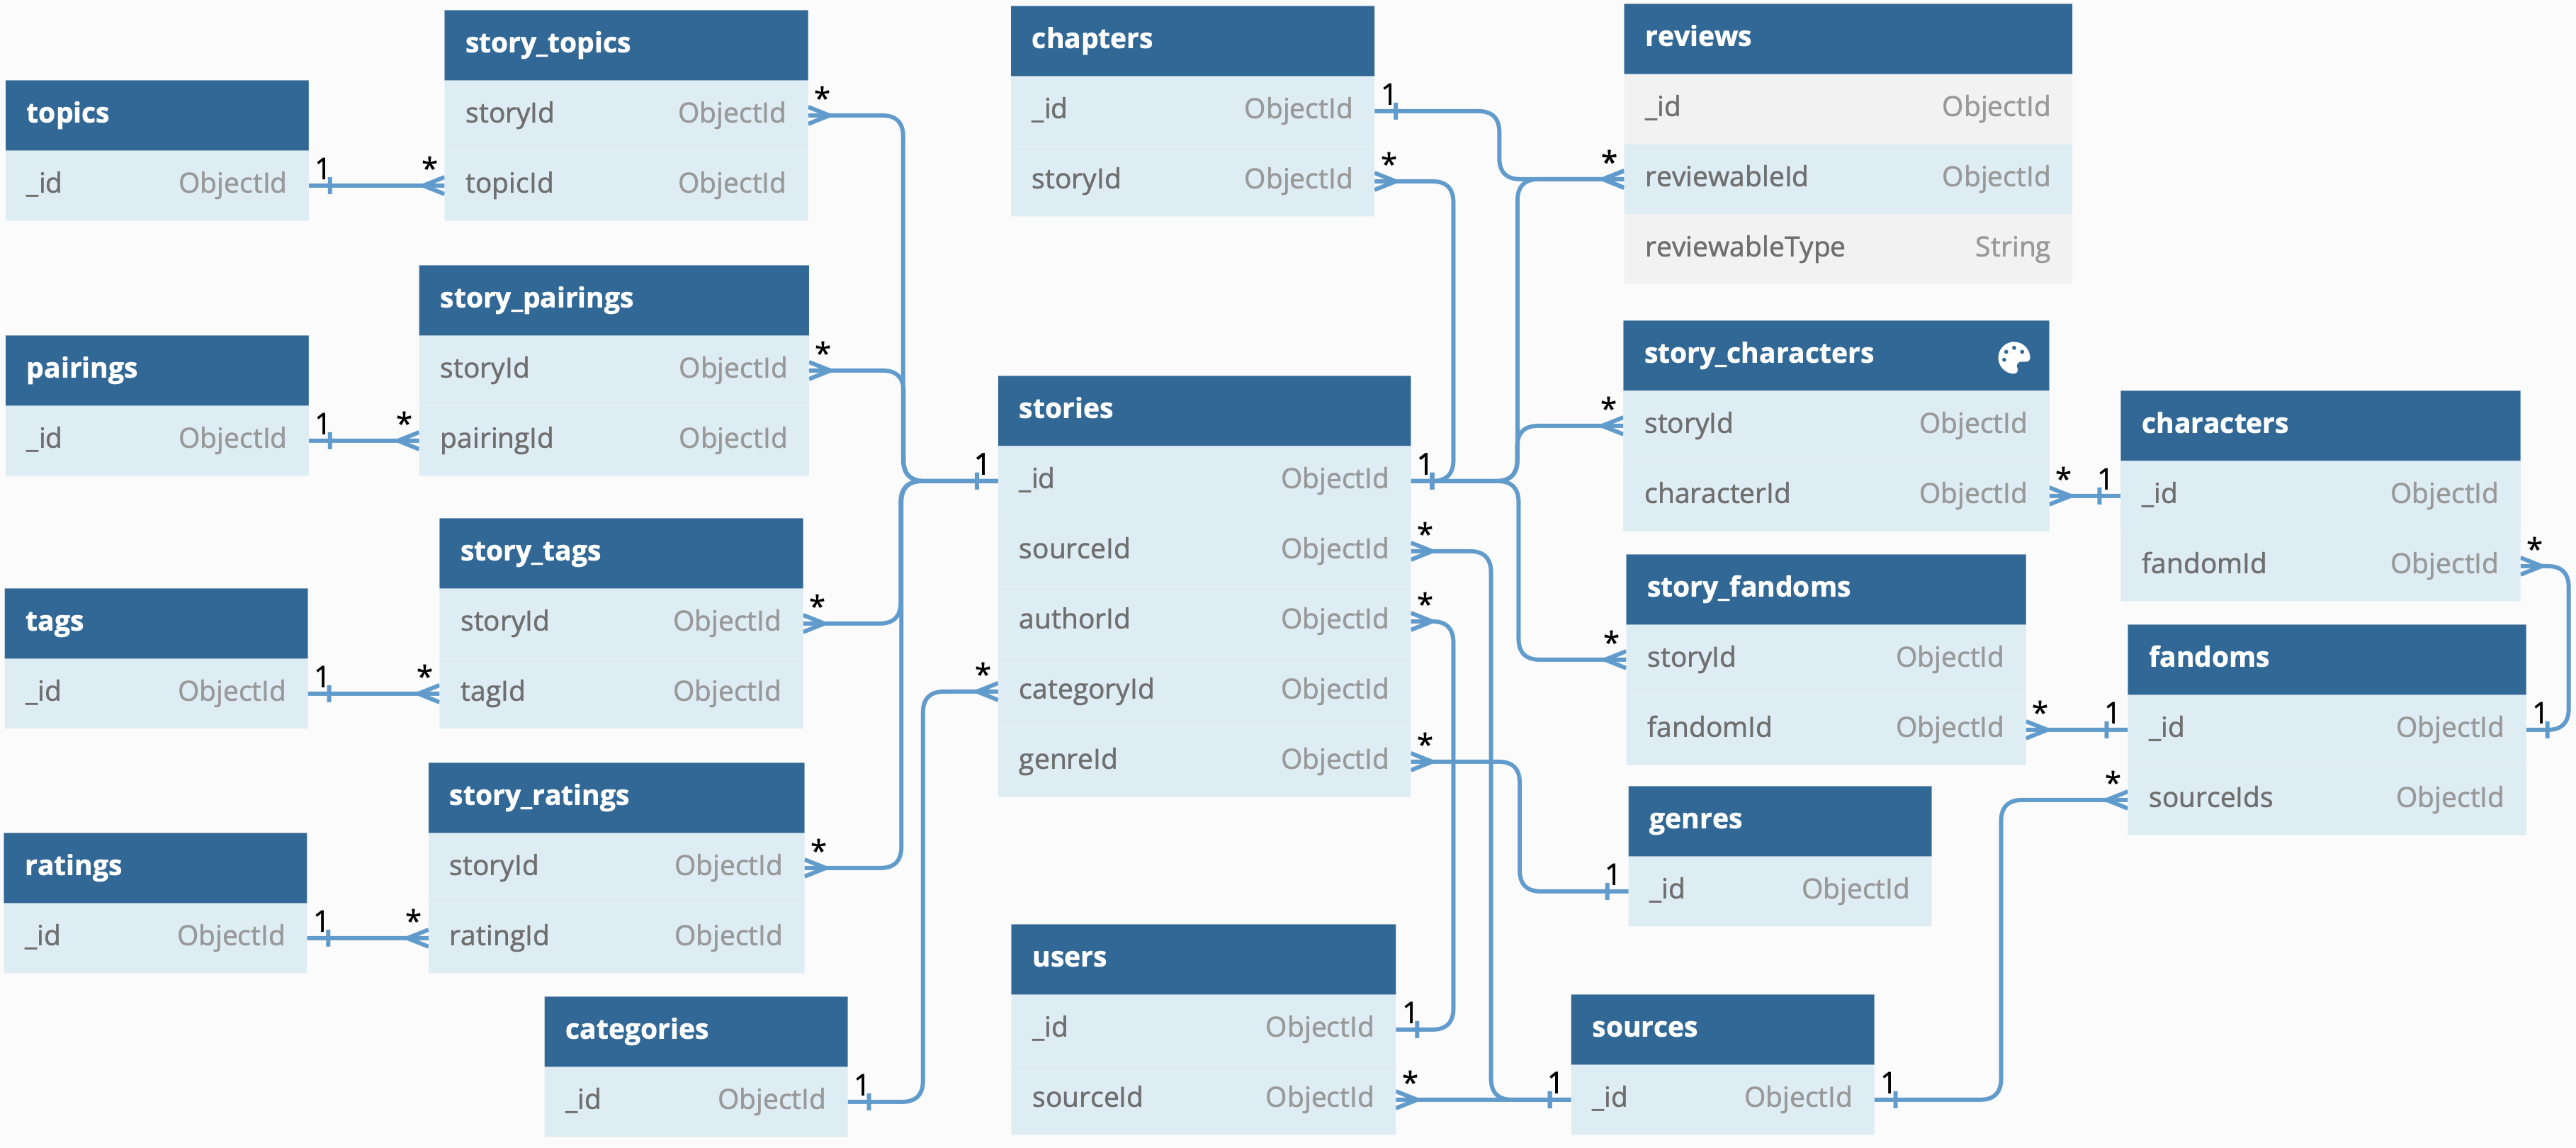 story_topics
storyId ObjectId
topicId ObjectId
topics
_id ObjectId
1 *
*
story_pairings
storyId ObjectId
pairingId ObjectId
pairings
_id ObjectId
1 *
*
story_tags
storyId ObjectId
tagId ObjectId
tags
_id ObjectId
1 *
*
story_ratings
storyId ObjectId
ratingId ObjectId
ratings
_id ObjectId
1 *
*
categories
_id ObjectId
1
chapters
_id ObjectId
storyId ObjectId
1
*
stories
_id ObjectId
sourceId ObjectId
authorId ObjectId
categoryId ObjectId
genreId ObjectId
1 1
*
*
*
*
users
_id ObjectId
sourceId ObjectId
1
*
reviews
_id ObjectId
reviewableId ObjectId
reviewableType String
*
story_characters
storyId ObjectId
characterId ObjectId
*
* 1
characters
_id ObjectId
fandomId ObjectId
*
story_fandoms
storyId ObjectId
fandomId ObjectId
*
* 1
fandoms
_id ObjectId
sourceIds ObjectId
1
*
genres
_id ObjectId
1
sources
_id ObjectId
1 1